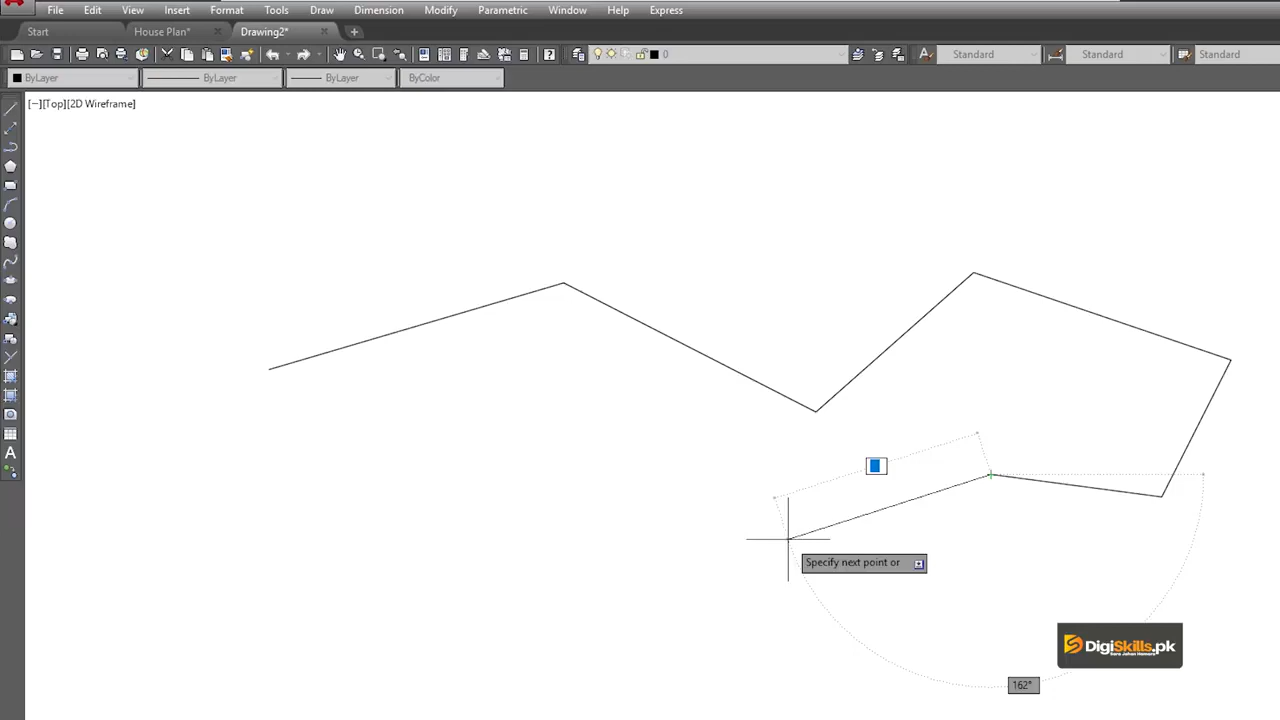 File Edit View Insert Format Tools Draw Dimension Modify Parametric Window Help Express
Start House Plan* Drawing2*
0 Standard Standard Standard
ByLayer ByLayer ByLayer ByColor
[−][Top][2D Wireframe]
A
Specify next point or
DigiSkills.pk
162°